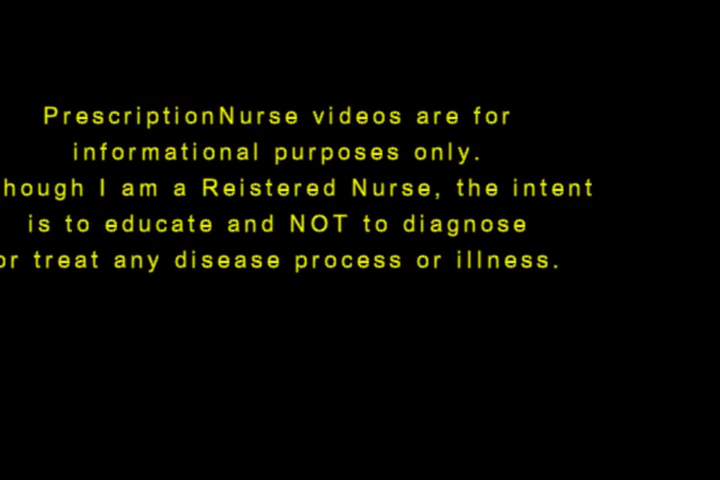 PrescriptionNurse videos are for
informational purposes only.
hough I am a Reistered Nurse, the intent
is to educate and NOT to diagnose
or treat any disease process or illness.